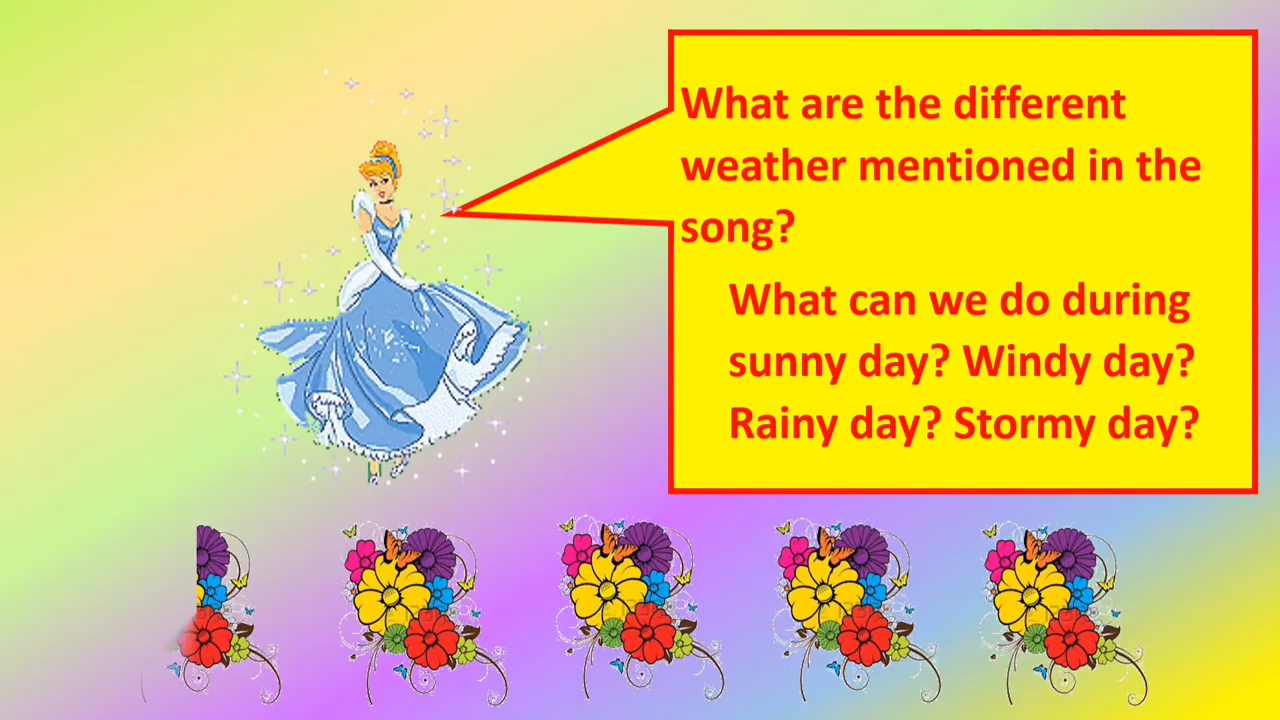 What are the different
weather mentioned in the
song?
What can we do during
sunny day? Windy day?
Rainy day? Stormy day?